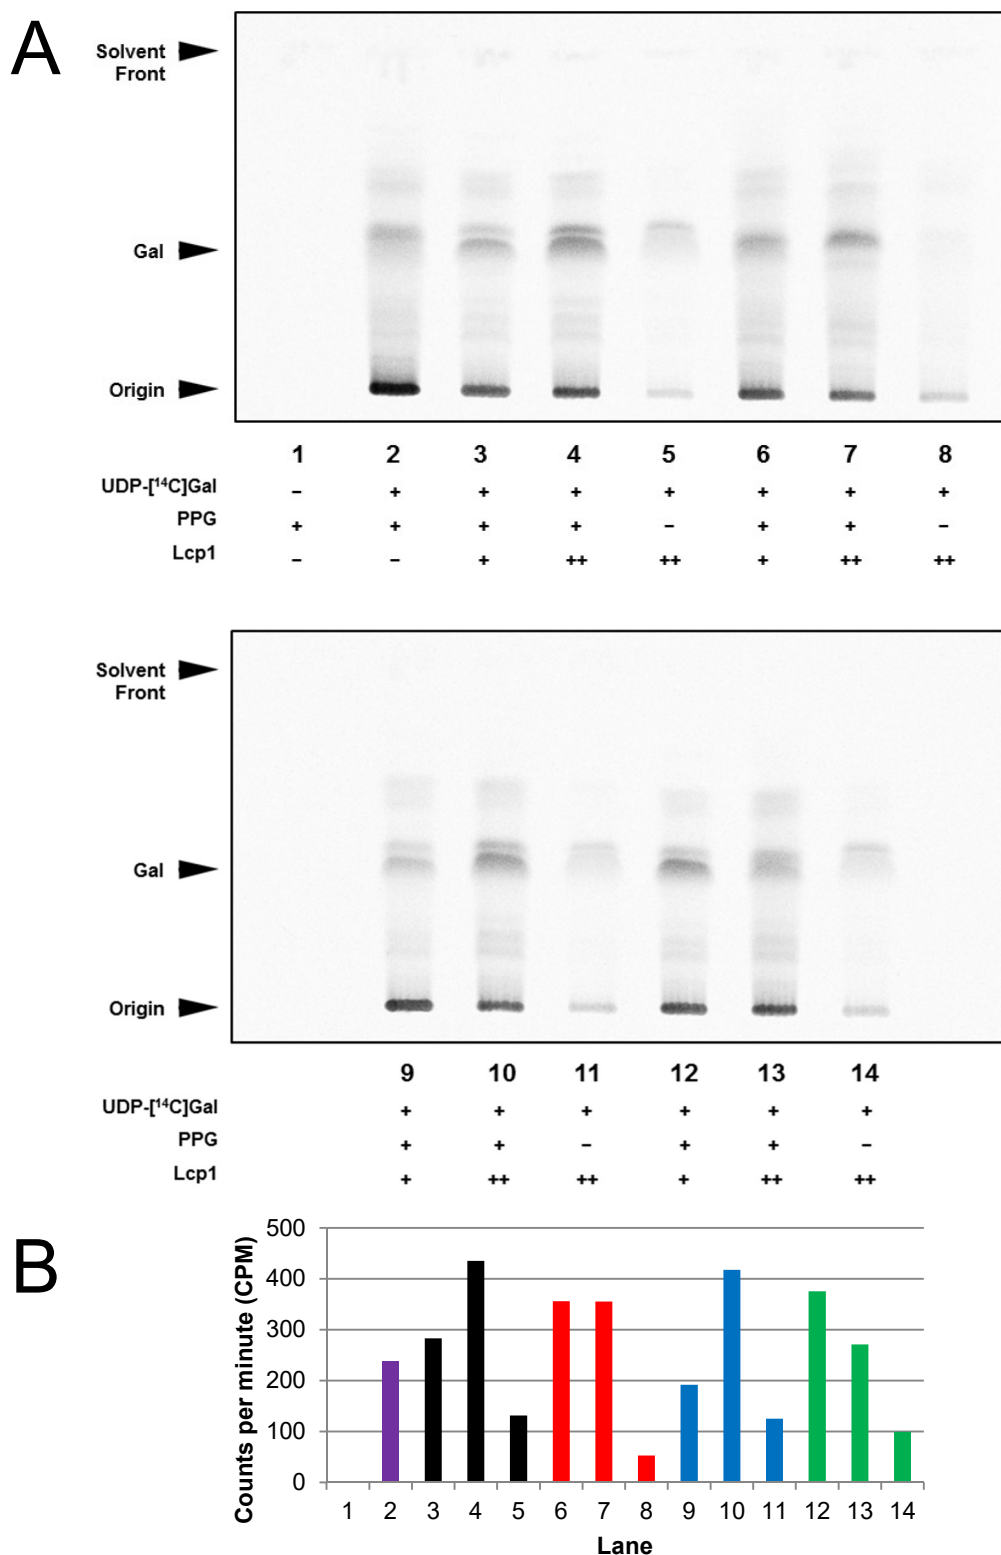 A
Solvent
Front
Gal
Origin
1 2 3 4 5 6 7 8
UDP-[¹⁴C]Gal – + + + + + + +
PPG + + + + – + + –
Lcp1 – – + ++ ++ + ++ ++
Solvent
Front
Gal
Origin
9 10 11 12 13 14
UDP-[¹⁴C]Gal + + + + + +
PPG + + – + + –
Lcp1 + ++ ++ + ++ ++
B
Counts per minute (CPM)
500
400
300
200
100
0
1 2 3 4 5 6 7 8 9 10 11 12 13 14
Lane